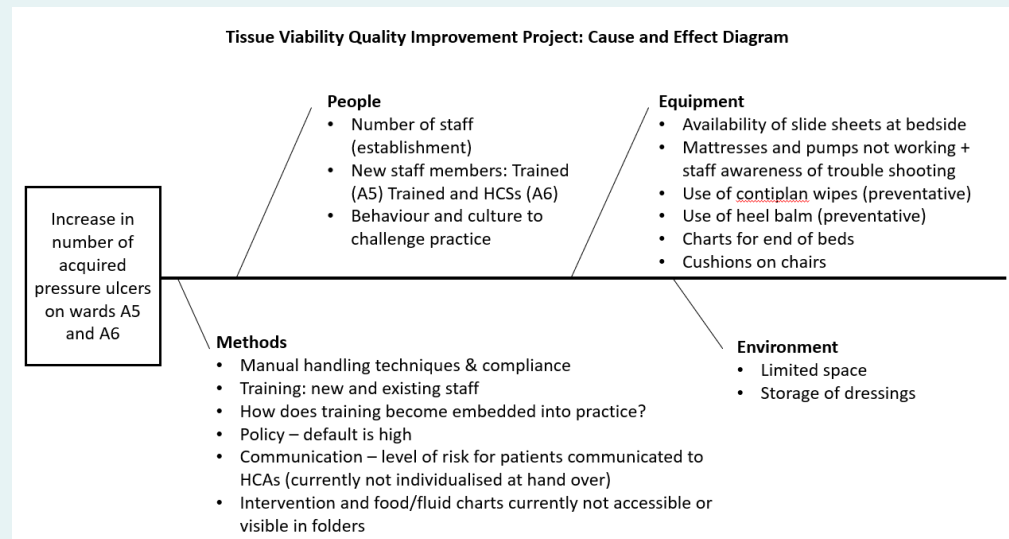 Tissue Viability Quality Improvement Project: Cause and Effect Diagram
People
• Number of staff
(establishment)
• New staff members: Trained
(A5) Trained and HCSs (A6)
• Behaviour and culture to
challenge practice
Equipment
• Availability of slide sheets at bedside
• Mattresses and pumps not working +
staff awareness of trouble shooting
• Use of contiplan wipes (preventative)
• Use of heel balm (preventative)
• Charts for end of beds
• Cushions on chairs
Increase in
number of
acquired
pressure ulcers
on wards A5
and A6
Methods
• Manual handling techniques & compliance
• Training: new and existing staff
• How does training become embedded into practice?
• Policy – default is high
• Communication – level of risk for patients communicated to
HCAs (currently not individualised at hand over)
• Intervention and food/fluid charts currently not accessible or
visible in folders
Environment
• Limited space
• Storage of dressings